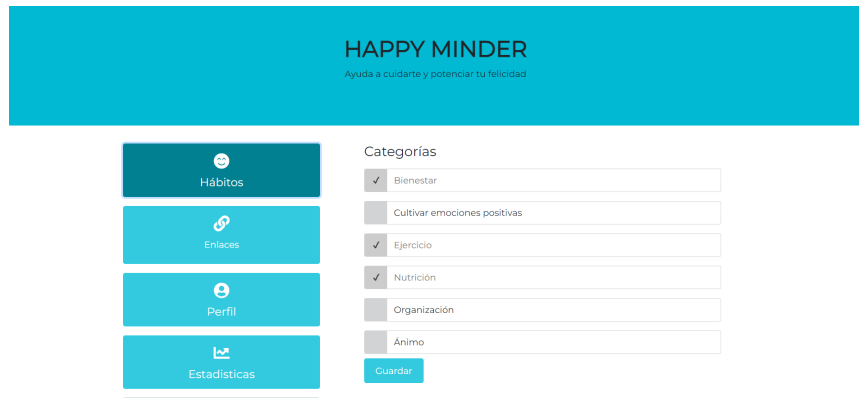 HAPPY MINDER
Ayuda a cuidarte y potenciar tu felicidad
Hábitos
Enlaces
Perfil
Estadisticas
Categorías
✓ Bienestar
Cultivar emociones positivas
✓ Ejercicio
✓ Nutrición
Organización
Ánimo
Guardar